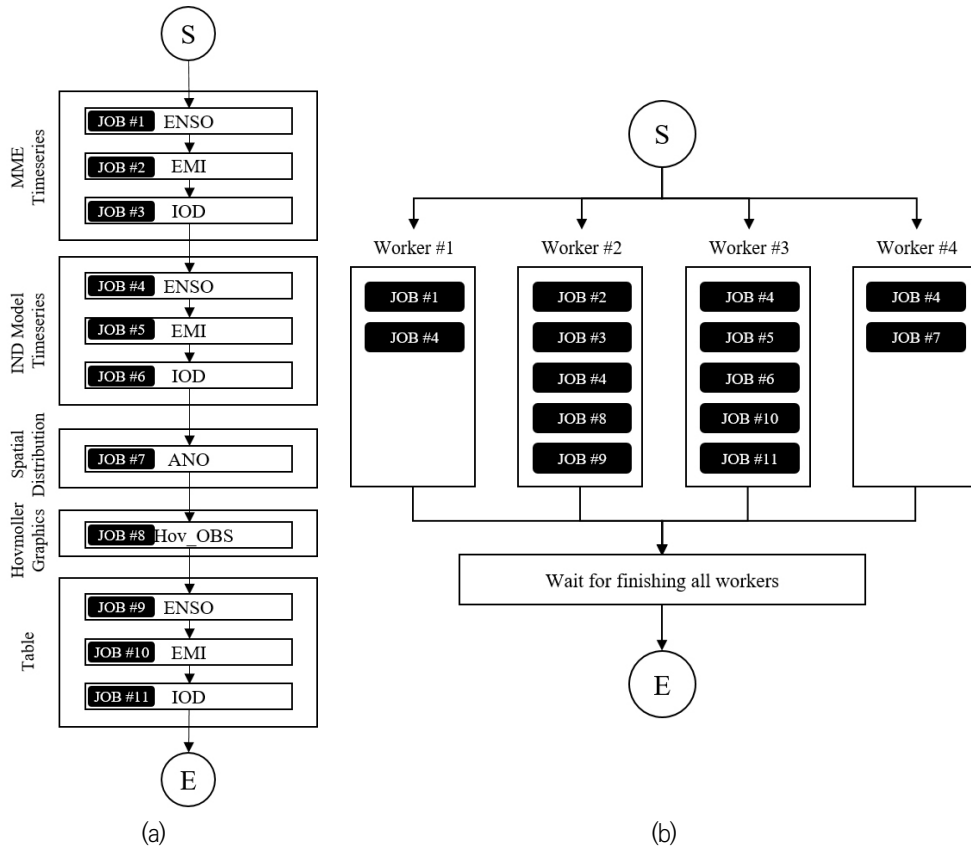 S
MME
Timeseries
JOB #1 ENSO
JOB #2 EMI
JOB #3 IOD
IND Model
Timeseries
JOB #4 ENSO
JOB #5 EMI
JOB #6 IOD
Spatial
Distribution
JOB #7 ANO
Hovmoller
Graphics
JOB #8 Hov_OBS
Table
JOB #9 ENSO
JOB #10 EMI
JOB #11 IOD
E
(a)
S
Worker #1
JOB #1
JOB #4
Worker #2
JOB #2
JOB #3
JOB #4
JOB #8
JOB #9
Worker #3
JOB #4
JOB #5
JOB #6
JOB #10
JOB #11
Worker #4
JOB #4
JOB #7
Wait for finishing all workers
E
(b)